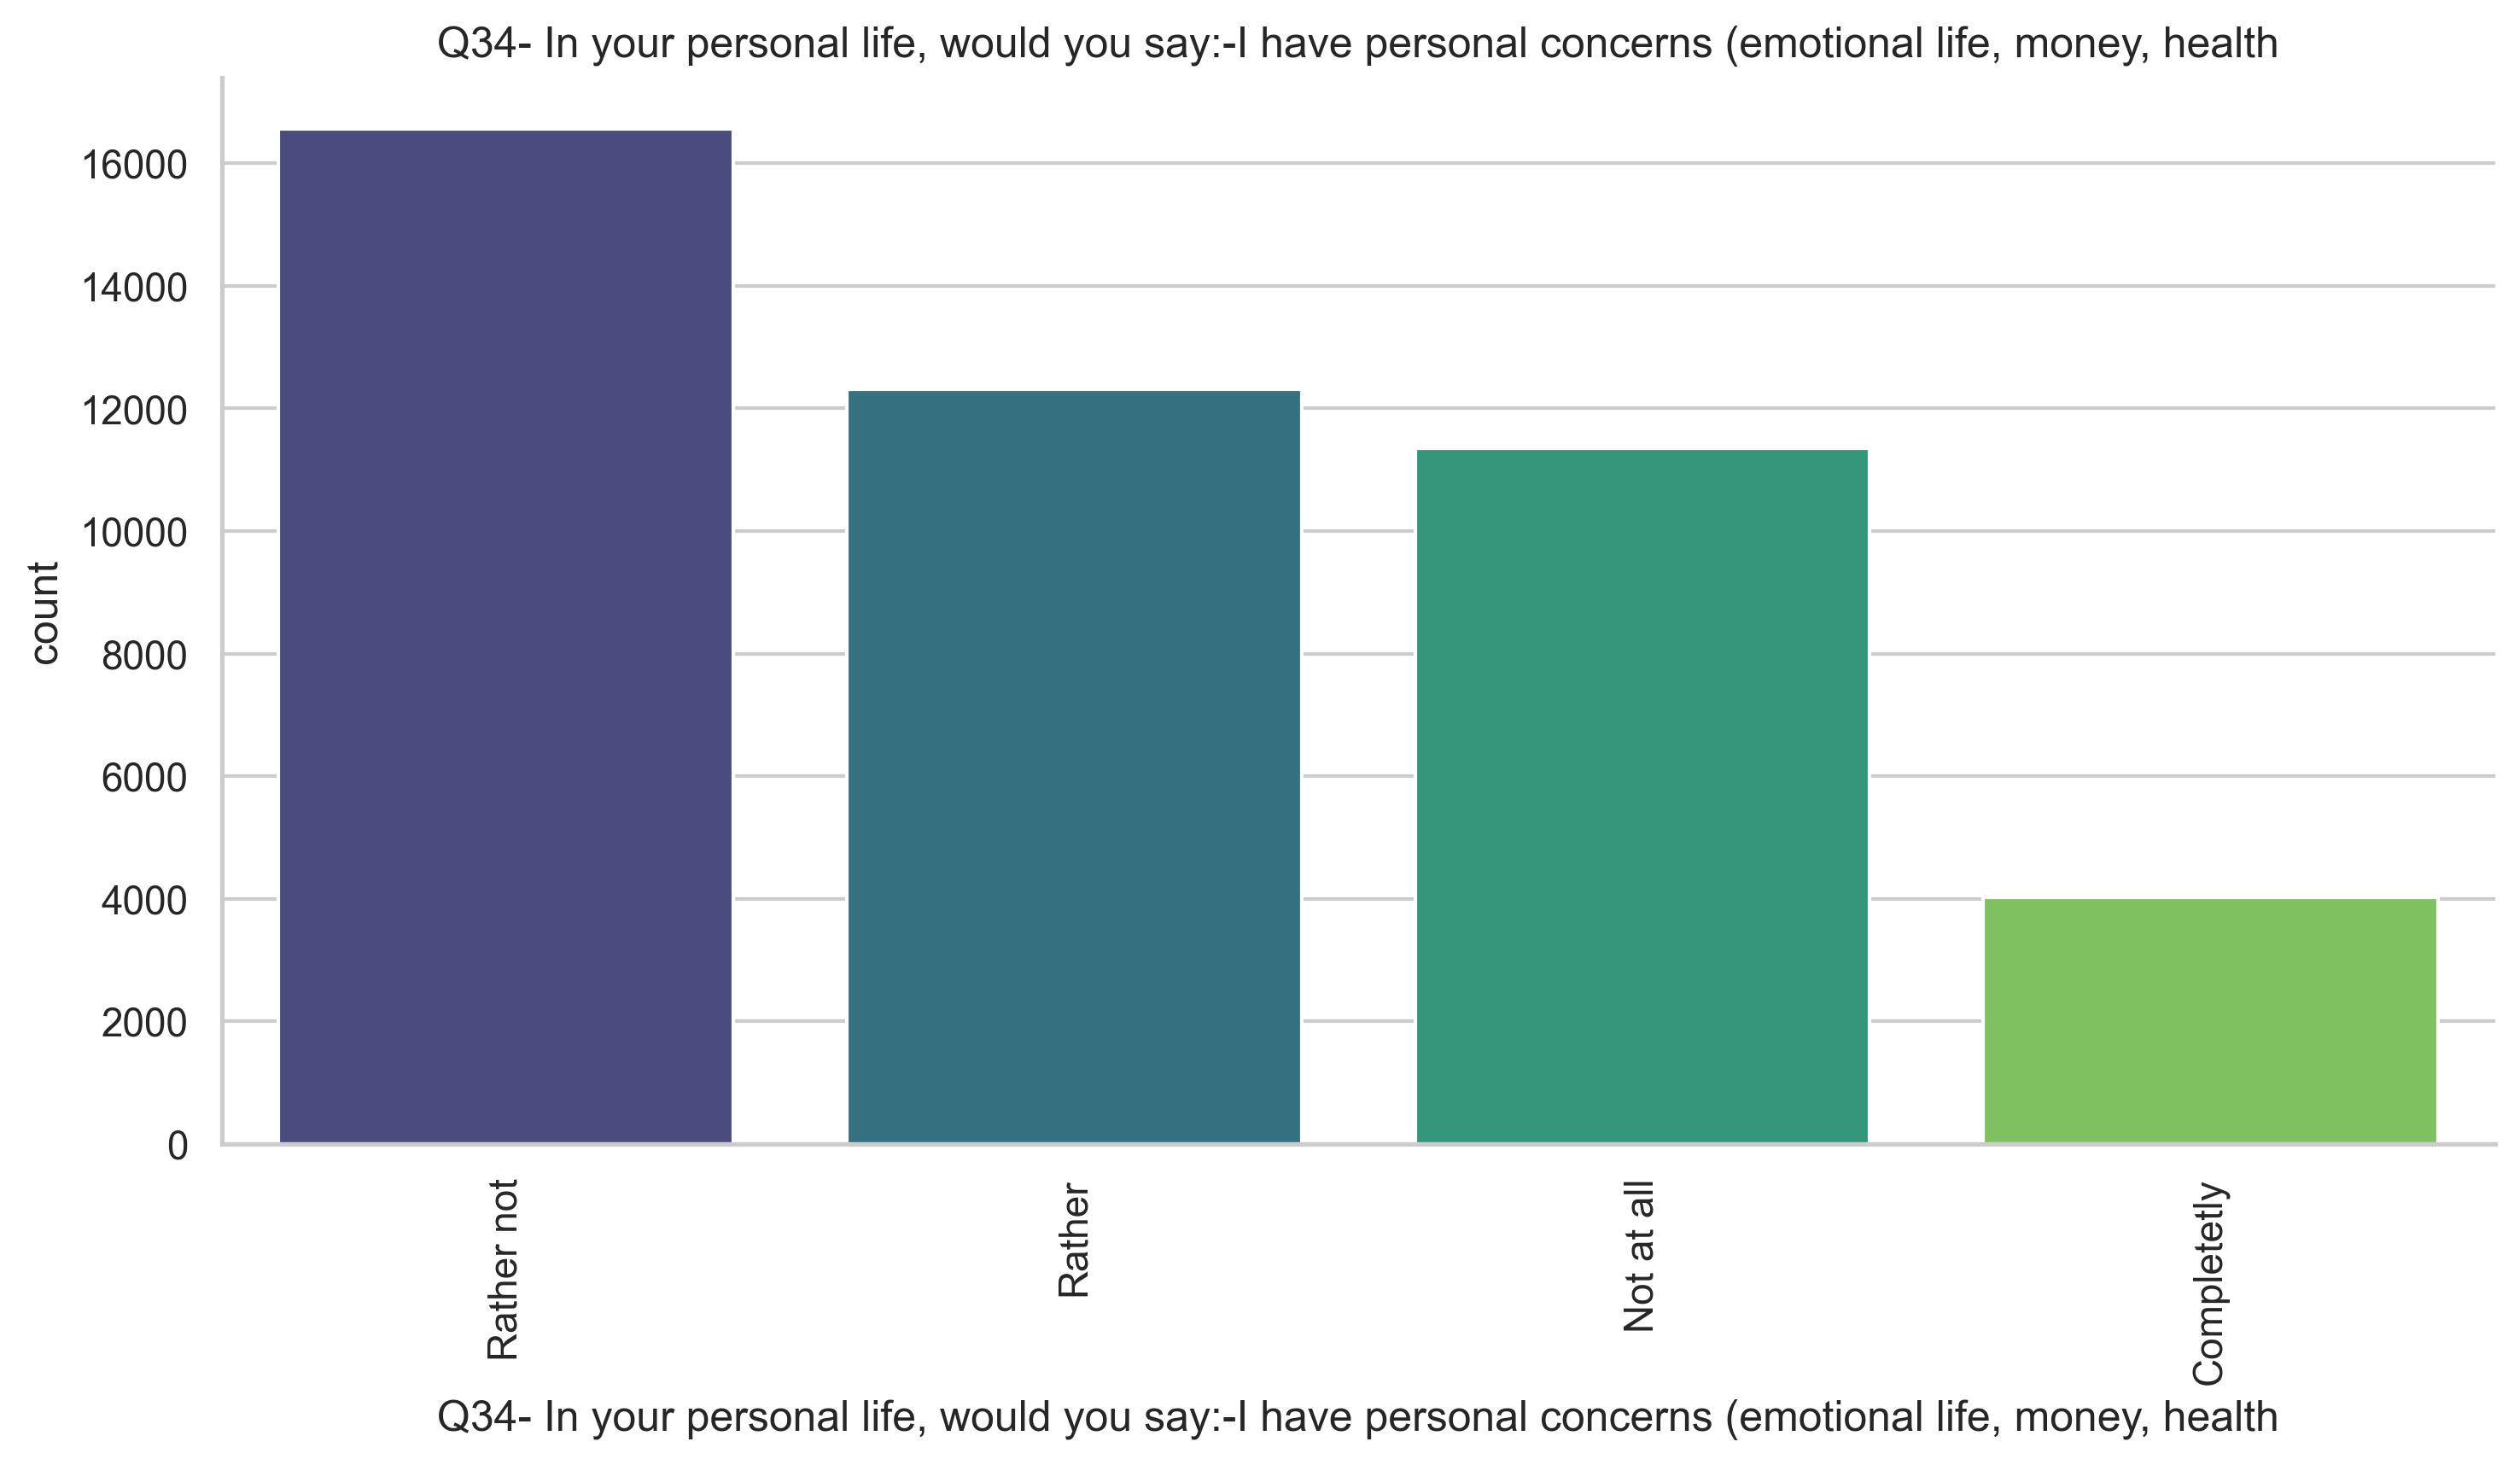 Q34- In your personal life, would you say:-I have personal concerns (emotional life, money, health
16000
14000
12000
10000
8000
6000
4000
2000
0
count
Rather not
Rather
Not at all
Completetly
Q34- In your personal life, would you say:-I have personal concerns (emotional life, money, health